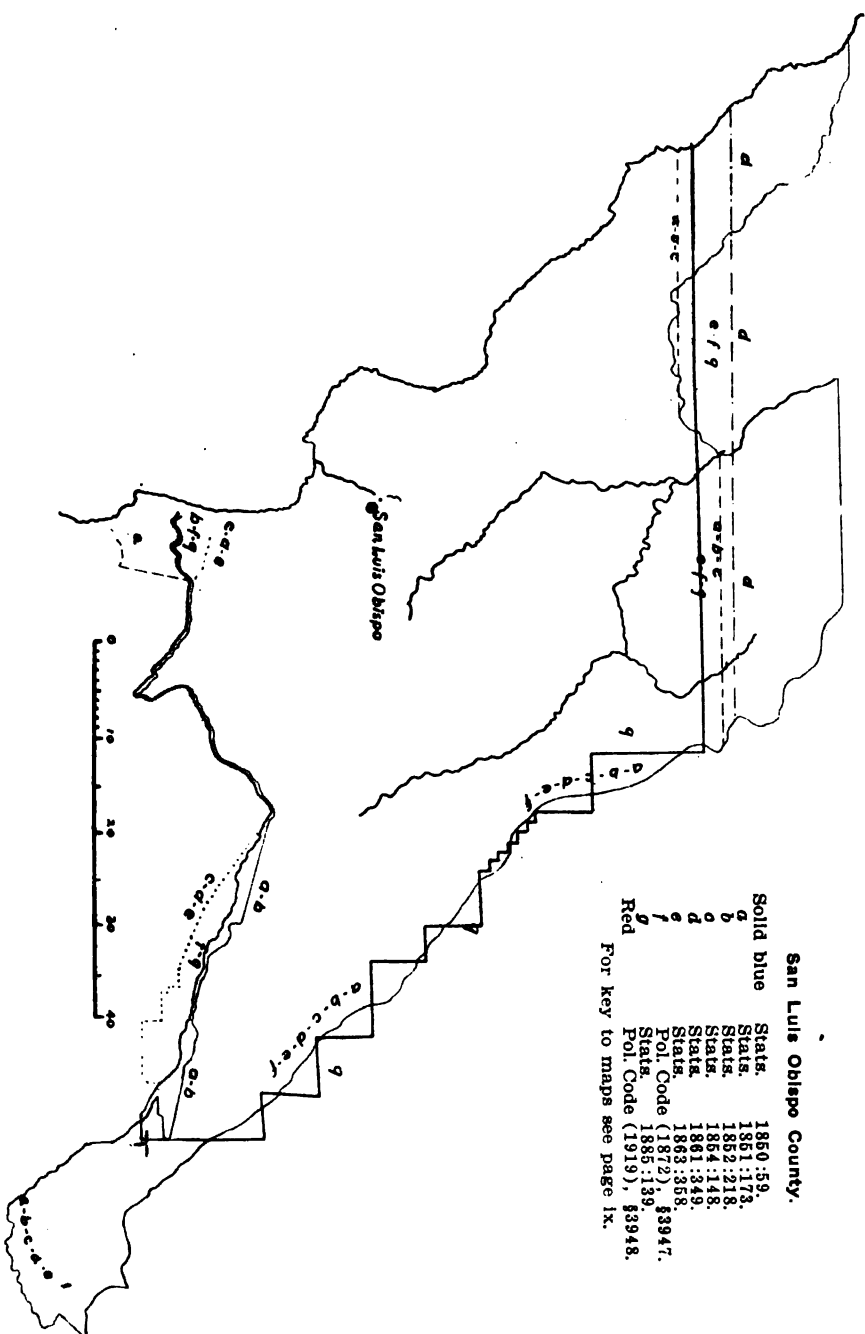 San Luis Obispo County.
Solid blue Stats. 1850:59.
a Stats. 1851:173.
b Stats. 1852:218.
c Stats. 1854:148.
d Stats. 1861:349.
e Stats. 1863:358.
f Pol. Code (1872), §3947.
g Stats. 1885:139.
Red Pol. Code (1919), §3948.
For key to maps see page ix.
d
d
d
a-b-c
e-f-g
a-b-c
e-f-g
g
a-b-c-d-e-f
San Luis Obispo
c-d-e
b-f-g
a
a-b
c-d-e
f-g
g
a-b-c-d-e-f
g
a-b
a-b-c-d-e-f
0 10 20 30 40